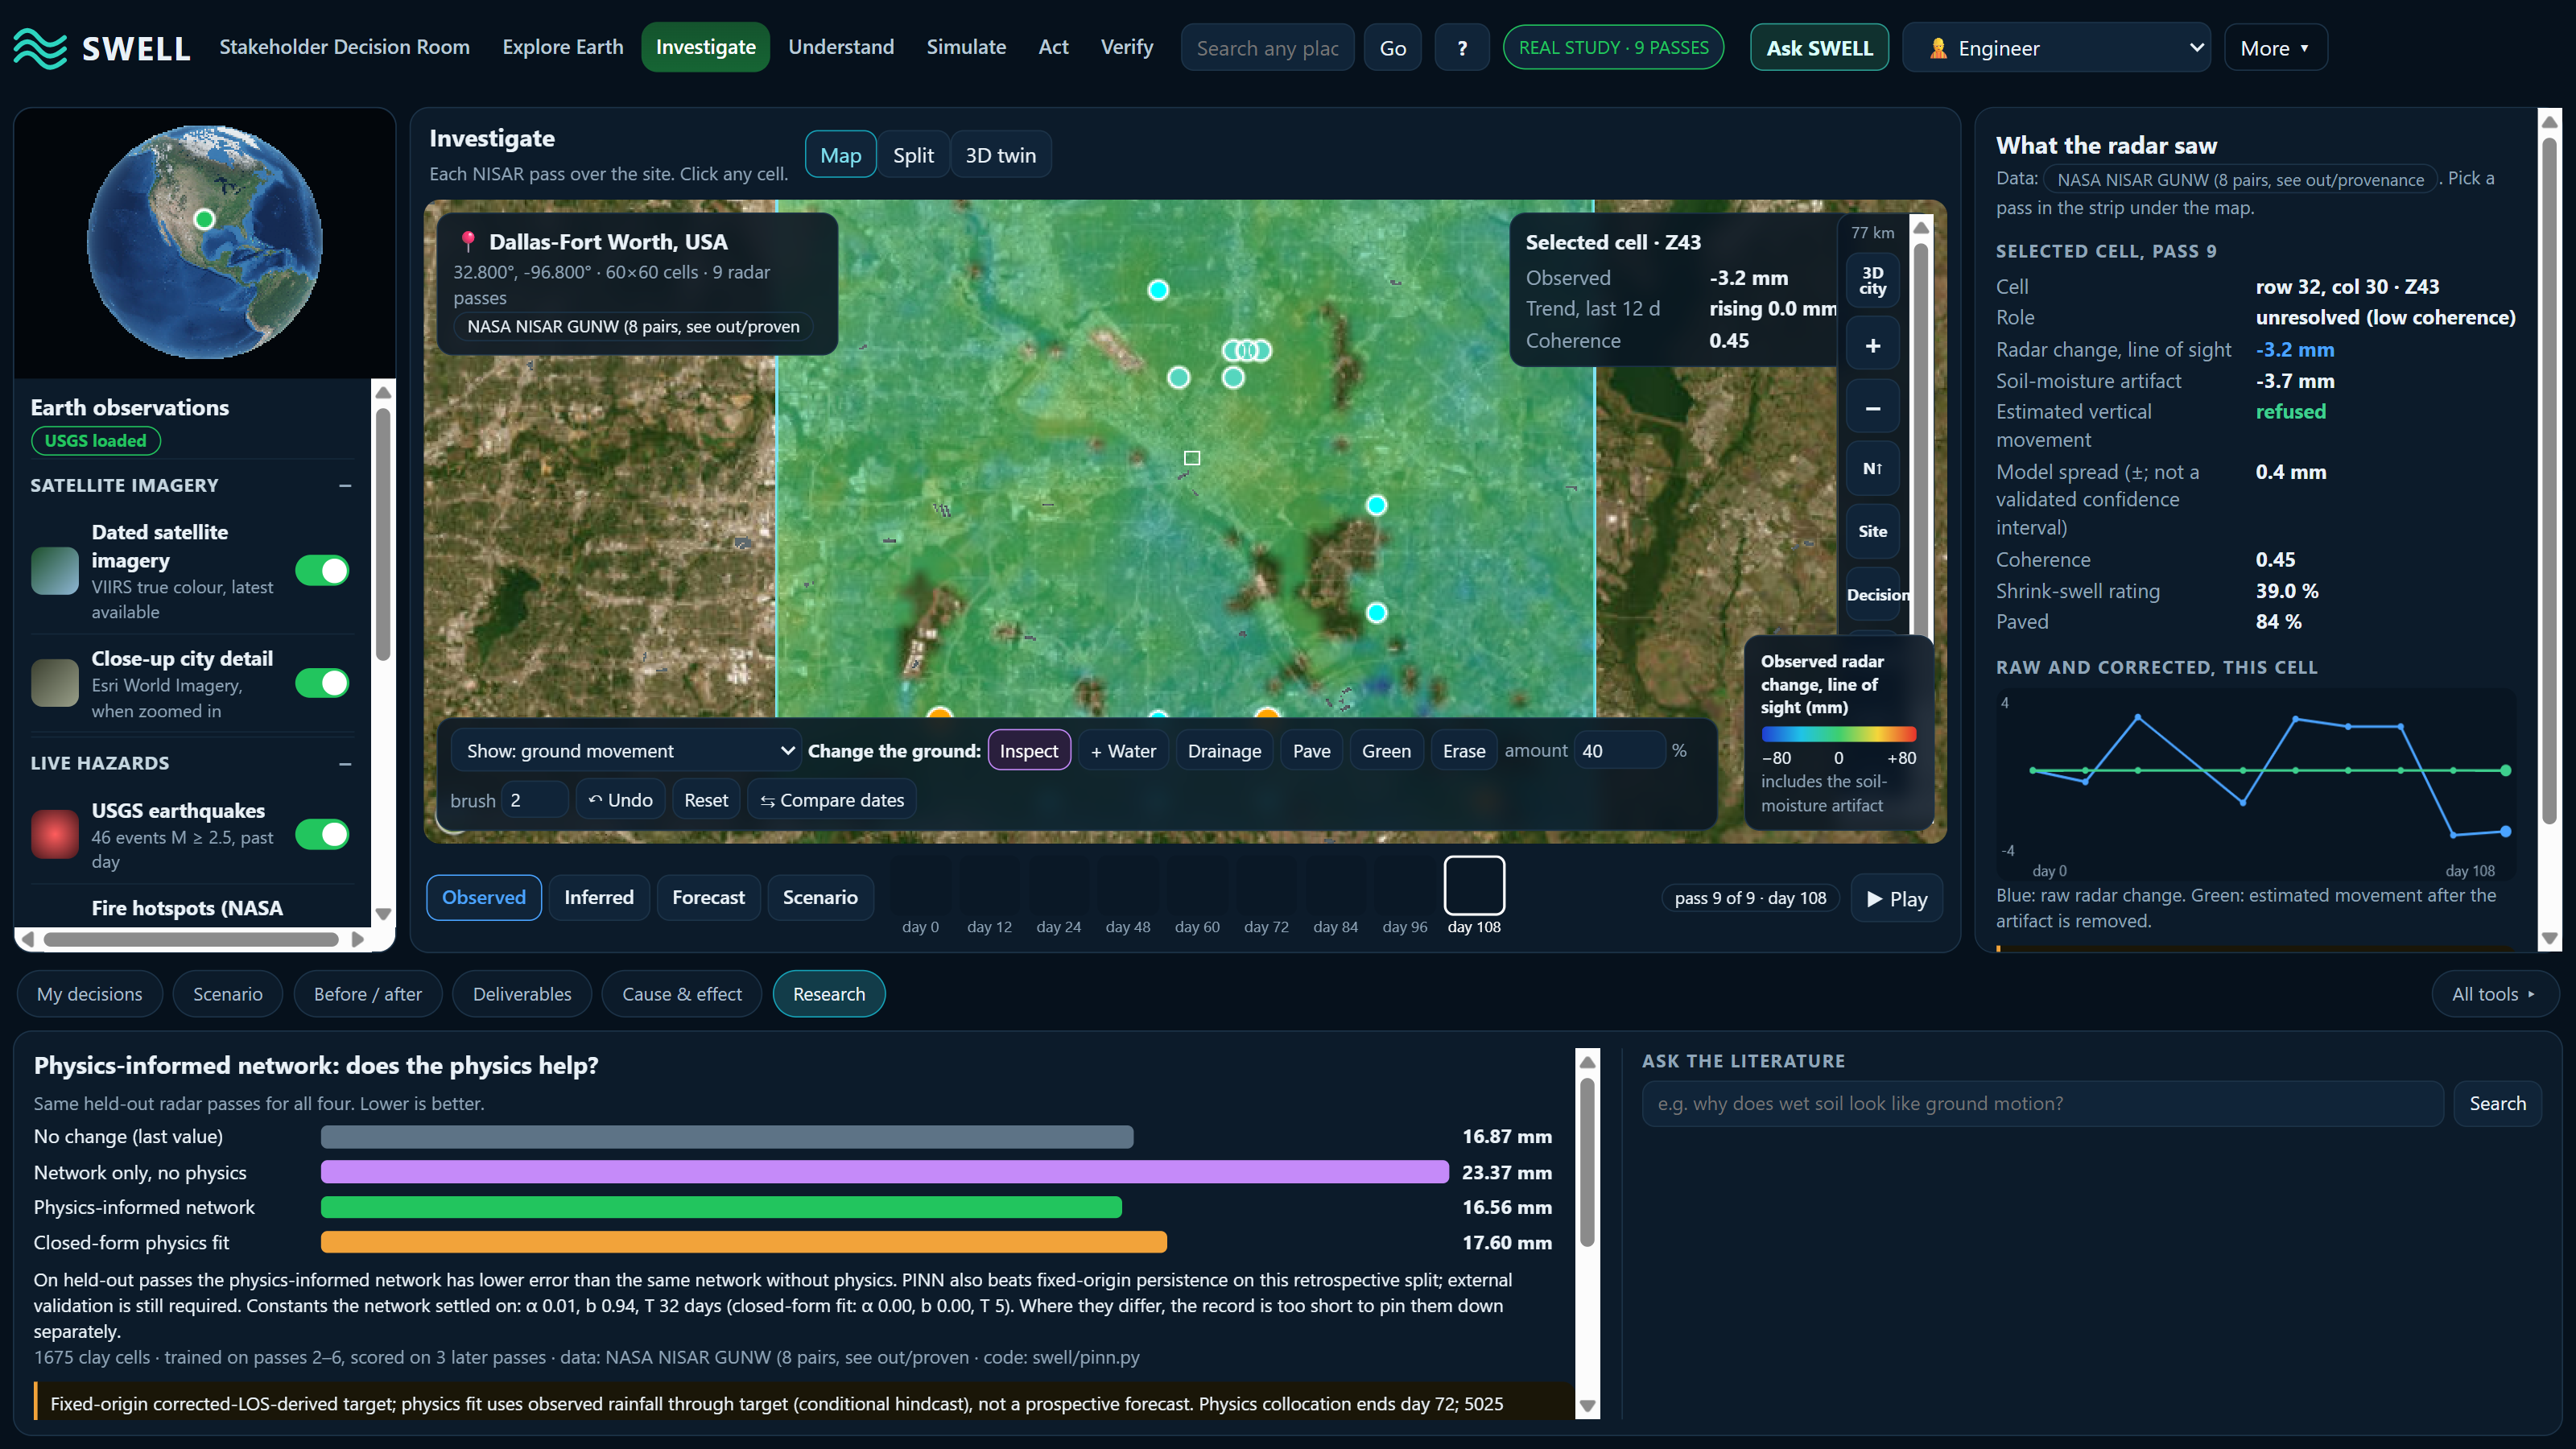 SWELL
Stakeholder Decision Room
Explore Earth
Investigate
Understand
Simulate
Act
Verify
Search any plac
Go
?
REAL STUDY · 9 PASSES
Ask SWELL
Engineer
More ▾
Earth observations
USGS loaded
SATELLITE IMAGERY –
Dated satellite
imagery
VIIRS true colour, latest
available
Close-up city detail
Esri World Imagery,
when zoomed in
LIVE HAZARDS –
USGS earthquakes
46 events M ≥ 2.5, past
day
Fire hotspots (NASA
Investigate
Each NISAR pass over the site. Click any cell.
Map
Split
3D twin
📍 Dallas-Fort Worth, USA
32.800°, -96.800° · 60×60 cells · 9 radar
passes
NASA NISAR GUNW (8 pairs, see out/proven
Selected cell · Z43
Observed -3.2 mm
Trend, last 12 d rising 0.0 mm
Coherence 0.45
77 km
3D
city
+
−
N↑
Site
Decision
Observed radar
change, line of
sight (mm)
−80 0 +80
includes the soil-
moisture artifact
Show: ground movement
Change the ground:
Inspect
+ Water
Drainage
Pave
Green
Erase
amount 40 %
brush 2
↶ Undo
Reset
⇆ Compare dates
Observed
Inferred
Forecast
Scenario
day 0
day 12
day 24
day 48
day 60
day 72
day 84
day 96
day 108
pass 9 of 9 · day 108
▶ Play
What the radar saw
Data: NASA NISAR GUNW (8 pairs, see out/provenance . Pick a
pass in the strip under the map.
SELECTED CELL, PASS 9
Cell row 32, col 30 · Z43
Role unresolved (low coherence)
Radar change, line of sight -3.2 mm
Soil-moisture artifact -3.7 mm
Estimated vertical refused
movement
Model spread (±; not a 0.4 mm
validated confidence
interval)
Coherence 0.45
Shrink-swell rating 39.0 %
Paved 84 %
RAW AND CORRECTED, THIS CELL
4
-4
day 0 day 108
Blue: raw radar change. Green: estimated movement after the
artifact is removed.
My decisions
Scenario
Before / after
Deliverables
Cause & effect
Research
All tools ▸
Physics-informed network: does the physics help?
Same held-out radar passes for all four. Lower is better.
No change (last value) 16.87 mm
Network only, no physics 23.37 mm
Physics-informed network 16.56 mm
Closed-form physics fit 17.60 mm
On held-out passes the physics-informed network has lower error than the same network without physics. PINN also beats fixed-origin persistence on this retrospective split; external
validation is still required. Constants the network settled on: α 0.01, b 0.94, T 32 days (closed-form fit: α 0.00, b 0.00, T 5). Where they differ, the record is too short to pin them down
separately.
1675 clay cells · trained on passes 2–6, scored on 3 later passes · data: NASA NISAR GUNW (8 pairs, see out/proven · code: swell/pinn.py
Fixed-origin corrected-LOS-derived target; physics fit uses observed rainfall through target (conditional hindcast), not a prospective forecast. Physics collocation ends day 72; 5025
ASK THE LITERATURE
e.g. why does wet soil look like ground motion?
Search